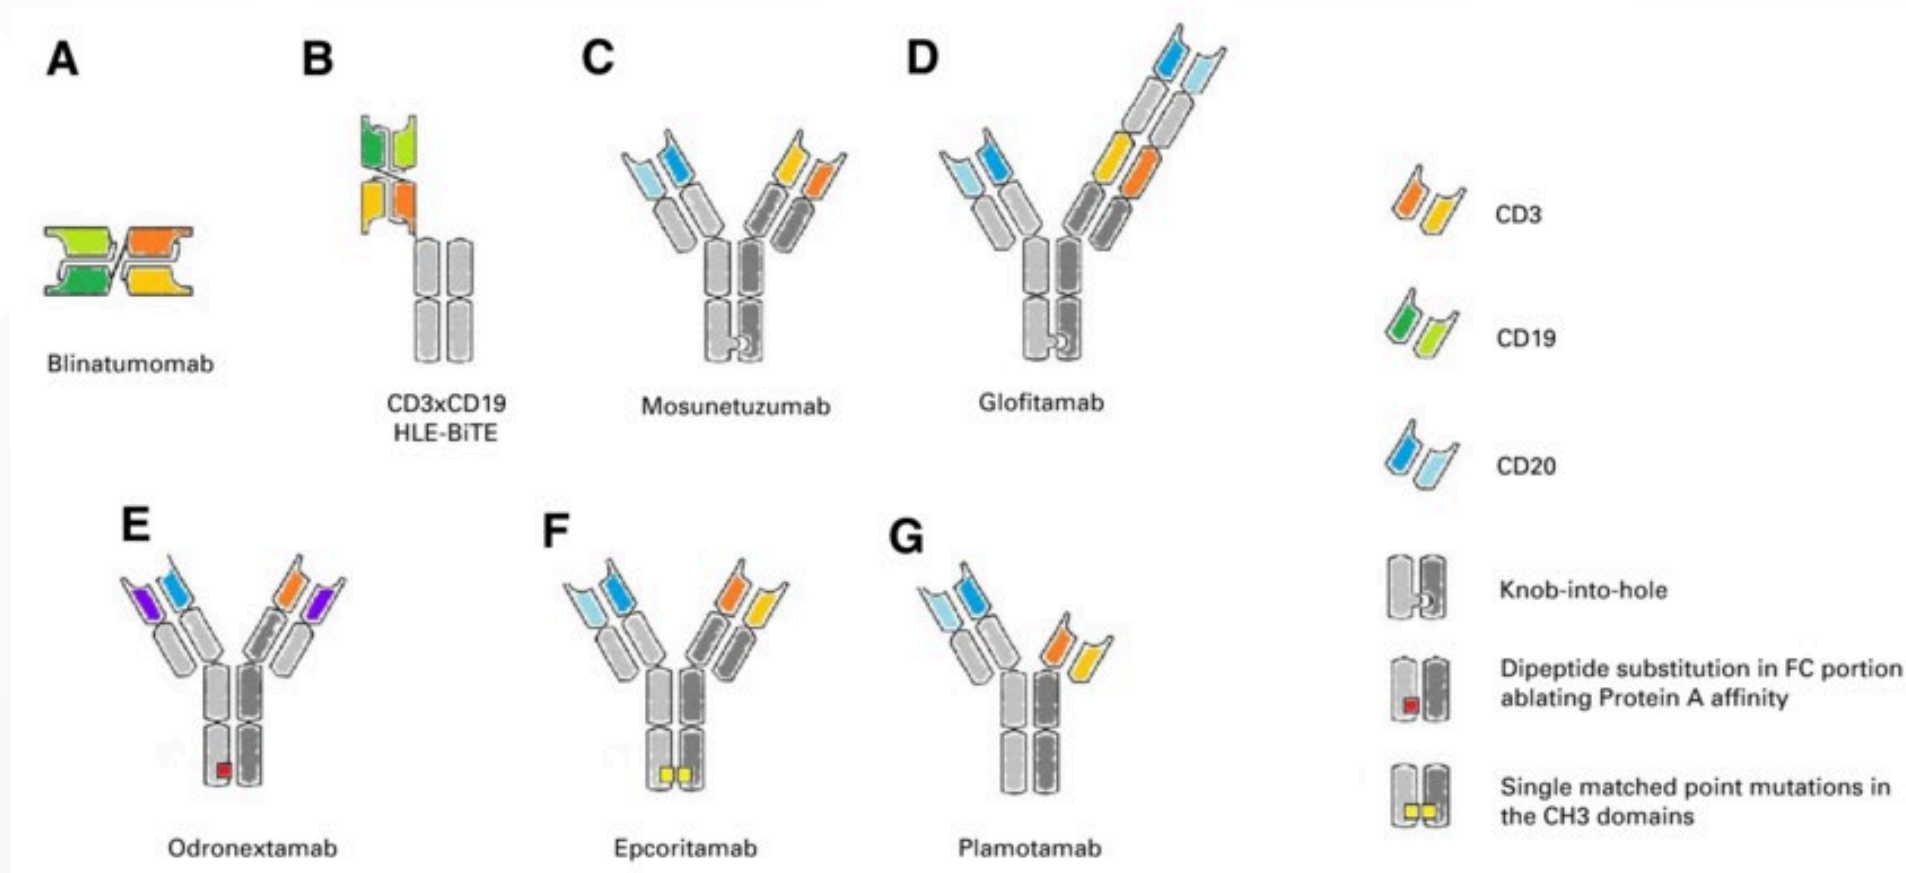 A
B
C
D
Blinatumomab
CD3xCD19
HLE-BiTE
Mosunetuzumab
Glofitamab
E
F
G
Odronextamab
Epcoritamab
Plamotamab
CD3
CD19
CD20
Knob-into-hole
Dipeptide substitution in FC portion
ablating Protein A affinity
Single matched point mutations in
the CH3 domains